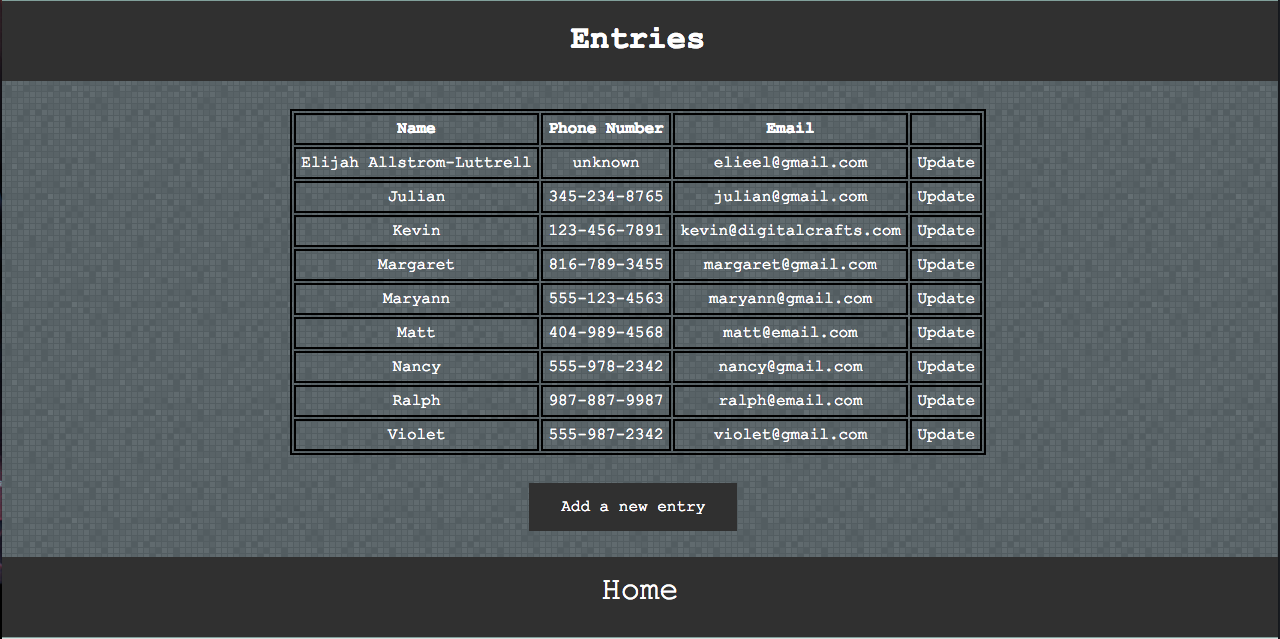 Entries
Name Phone Number Email
Elijah Allstrom-Luttrell unknown elieel@gmail.com Update
Julian 345-234-8765 julian@gmail.com Update
Kevin 123-456-7891 kevin@digitalcrafts.com Update
Margaret 816-789-3455 margaret@gmail.com Update
Maryann 555-123-4563 maryann@gmail.com Update
Matt 404-989-4568 matt@email.com Update
Nancy 555-978-2342 nancy@gmail.com Update
Ralph 987-887-9987 ralph@email.com Update
Violet 555-987-2342 violet@gmail.com Update
Add a new entry
Home